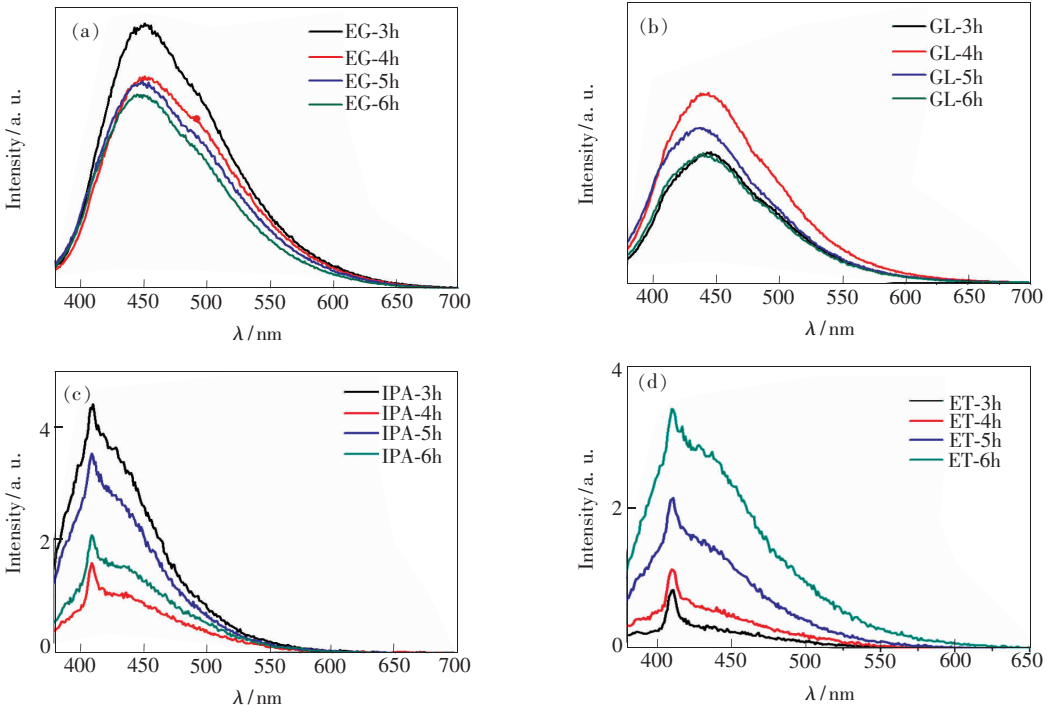 (a)
EG-3h
EG-4h
EG-5h
EG-6h
Intensity/a. u.
400 450 500 550 600 650 700
λ/nm
(b)
GL-3h
GL-4h
GL-5h
GL-6h
Intensity/a. u.
400 450 500 550 600 650 700
λ/nm
(c)
IPA-3h
IPA-4h
IPA-5h
IPA-6h
4
2
0
Intensity/a. u.
400 450 500 550 600 650 700
λ/nm
(d)
ET-3h
ET-4h
ET-5h
ET-6h
4
2
0
Intensity/a. u.
400 450 500 550 600 650
λ/nm